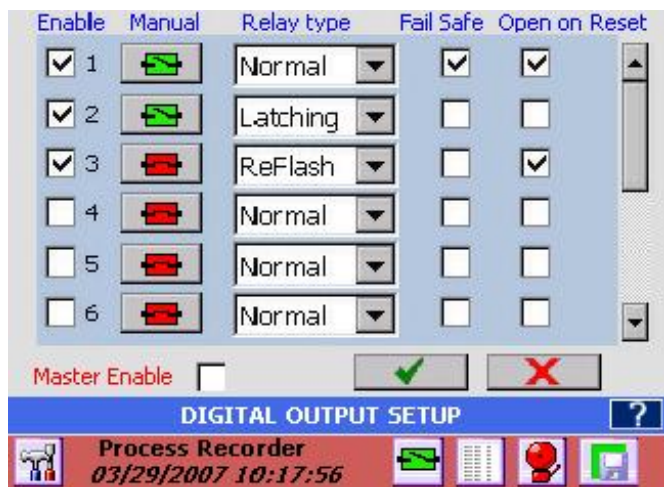 Enable Manual Relay type Fail Safe Open on Reset
1 Normal
2 Latching
3 ReFlash
4 Normal
5 Normal
6 Normal
Master Enable
DIGITAL OUTPUT SETUP ?
Process Recorder
03/29/2007 10:17:56